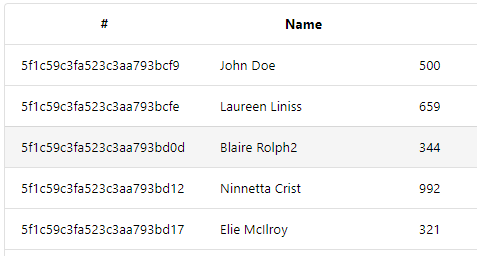 # Name
5f1c59c3fa523c3aa793bcf9 John Doe 500
5f1c59c3fa523c3aa793bcfe Laureen Liniss 659
5f1c59c3fa523c3aa793bd0d Blaire Rolph2 344
5f1c59c3fa523c3aa793bd12 Ninnetta Crist 992
5f1c59c3fa523c3aa793bd17 Elie McIlroy 321